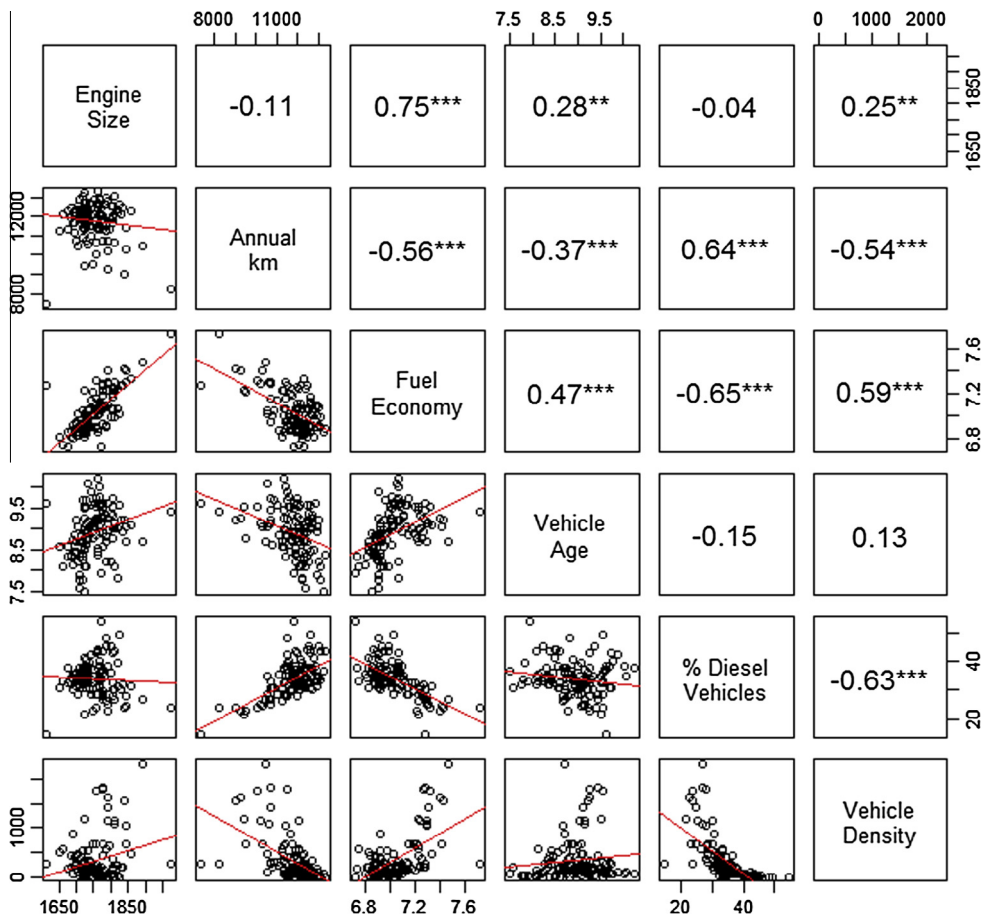 8000 11000 7.5 8.5 9.5 0 1000 2000
Engine
Size
-0.11
0.75***
0.28**
-0.04
0.25**
1650 1850
8000 12000
Annual
km
-0.56***
-0.37***
0.64***
-0.54***
Fuel
Economy
0.47***
-0.65***
0.59***
6.8 7.2 7.6
7.5 8.5 9.5
Vehicle
Age
-0.15
0.13
% Diesel
Vehicles
-0.63***
20 40
0 1000
Vehicle
Density
1650 1850 6.8 7.2 7.6 20 40